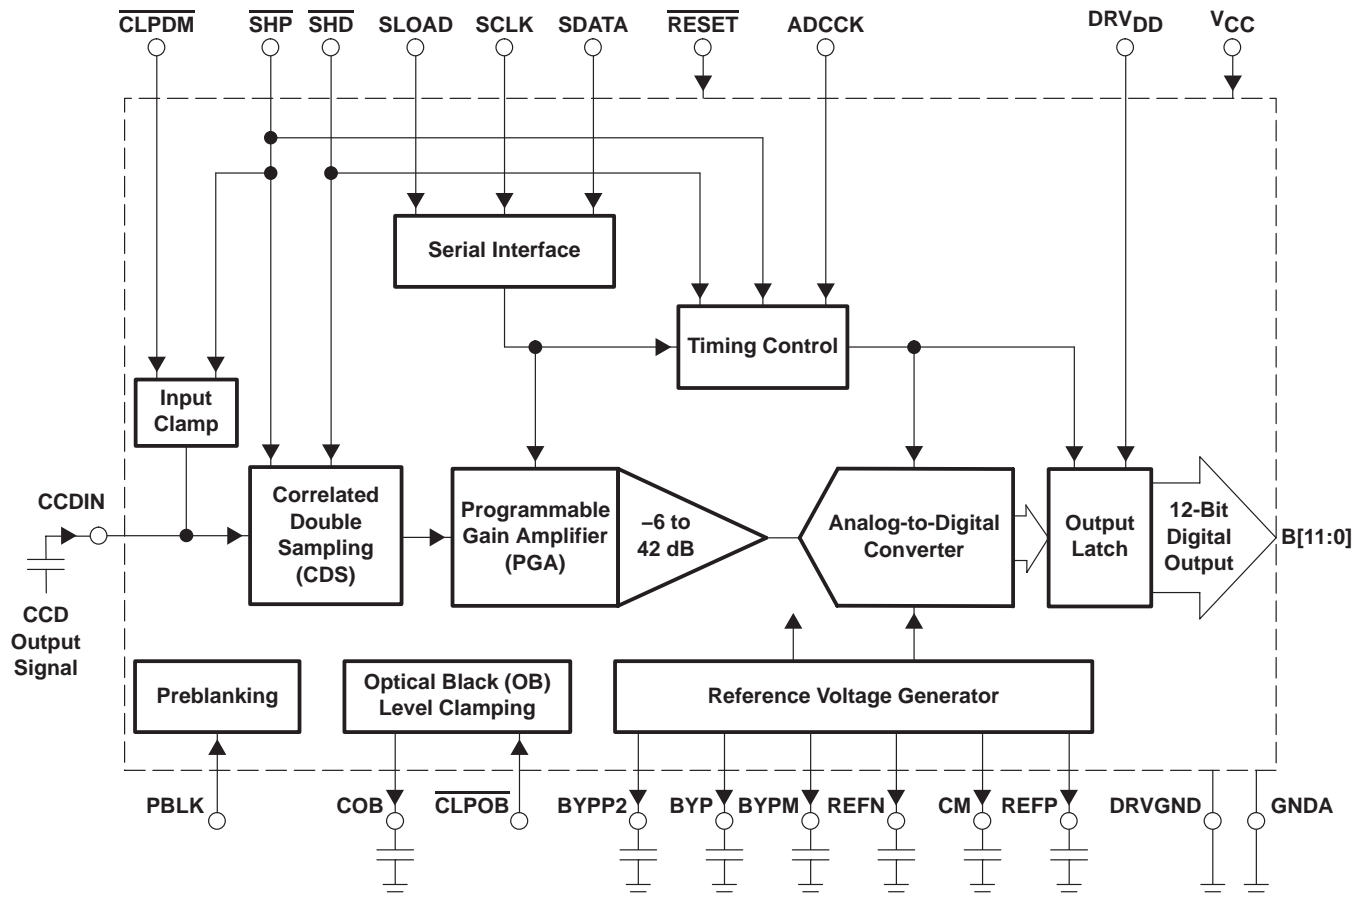 CLPDM SHP SHD SLOAD SCLK SDATA RESET ADCCK DRVDD VCC
Serial Interface
Timing Control
Input
Clamp
CCDIN
CCD
Output
Signal
Correlated
Double
Sampling
(CDS)
Programmable
Gain Amplifier
(PGA)
–6 to
42 dB
Analog-to-Digital
Converter
Output
Latch
12-Bit
Digital
Output
B[11:0]
Preblanking
Optical Black (OB)
Level Clamping
Reference Voltage Generator
PBLK COB CLPOB BYPP2 BYP BYPM REFN CM REFP DRVGND GNDA